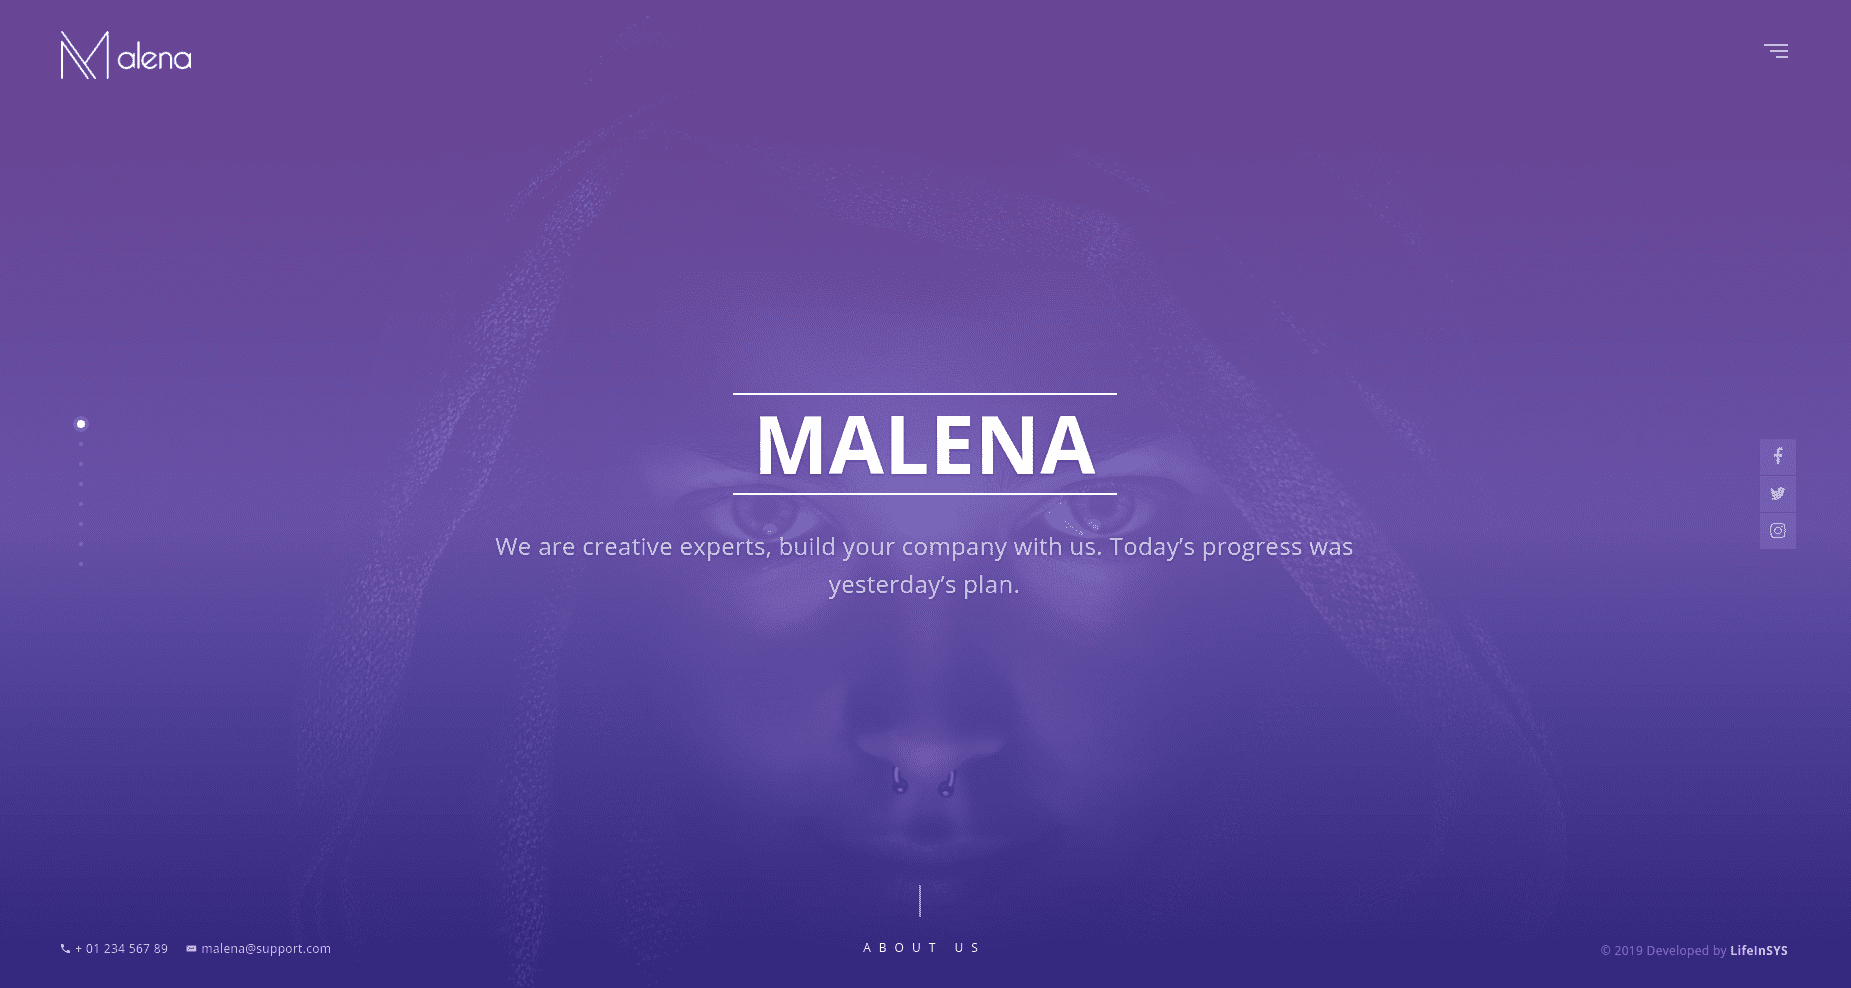 Malena
MALENA
We are creative experts, build your company with us. Today’s progress was
yesterday’s plan.
+ 01 234 567 89 malena@support.com
ABOUT US
© 2019 Developed by LifeInSYS